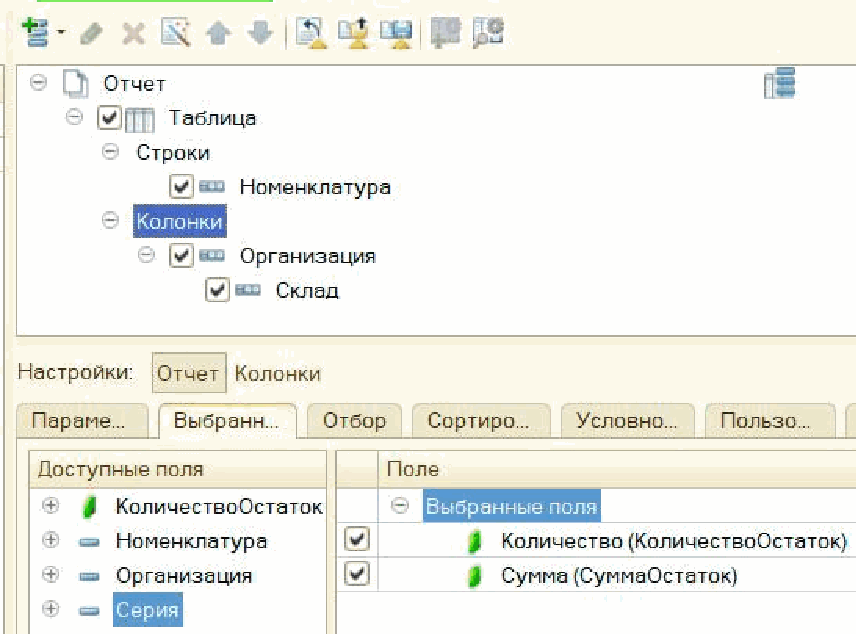 Отчет
Таблица
Строки
Номенклатура
Колонки
Организация
Склад
Настройки: Отчет Колонки
Параме... Выбранн... Отбор Сортиро... Условно... Пользо...
Доступные поля
КоличествоОстаток
Номенклатура
Организация
Серия
Поле
Выбранные поля
Количество (КоличествоОстаток)
Сумма (СуммаОстаток)